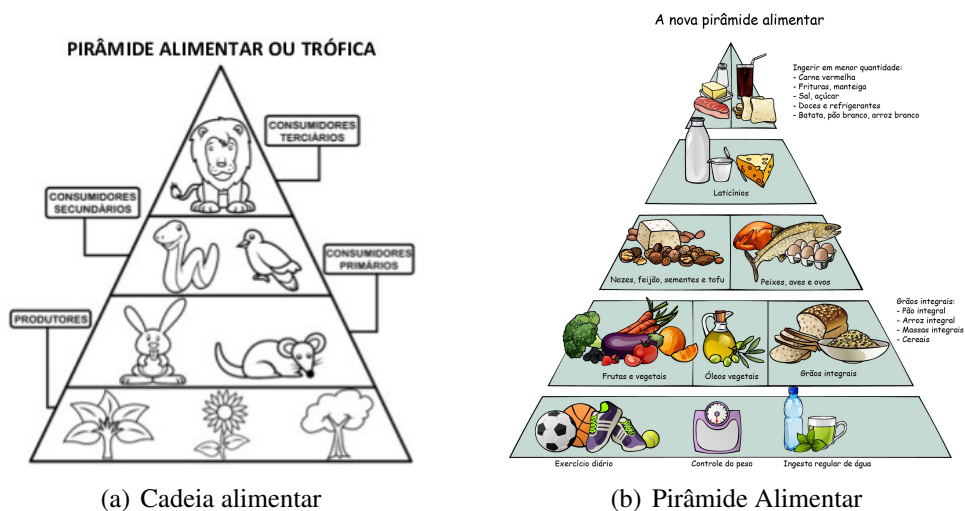 PIRÂMIDE ALIMENTAR OU TRÓFICA
CONSUMIDORES
TERCIÁRIOS
CONSUMIDORES
SECUNDÁRIOS
CONSUMIDORES
PRIMÁRIOS
PRODUTORES
(a) Cadeia alimentar
A nova pirâmide alimentar
Ingerir em menor quantidade:
- Carne vermelha
- Frituras, manteiga
- Sal, açúcar
- Doces e refrigerantes
- Batata, pão branco, arroz branco
Laticínios
Nozes, feijão, sementes e tofu
Peixes, aves e ovos
Grãos integrais:
- Pão integral
- Arroz integral
- Massas integrais
- Cereais
Frutas e vegetais
Óleos vegetais
Grãos integrais
Exercício diário
Controle do peso
Ingesta regular de água
(b) Pirâmide Alimentar